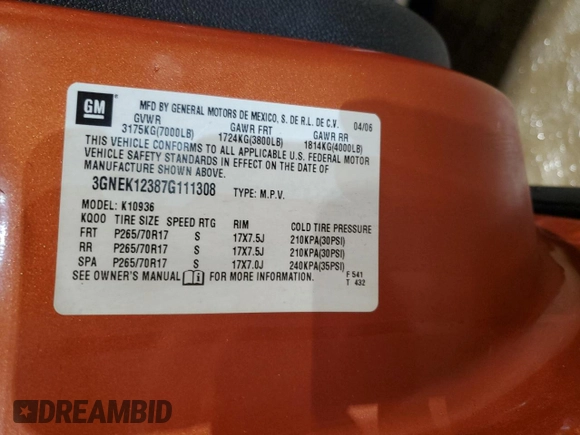 GM
MFD BY GENERAL MOTORS DE MEXICO, S. DE R.L. DE C.V. 04/06
GVWR GAWR FRT GAWR RR
3175KG(7000LB) 1724KG(3800LB) 1814KG(4000LB)
THIS VEHICLE CONFORMS TO ALL APPLICABLE U.S. FEDERAL MOTOR
VEHICLE SAFETY STANDARDS IN EFFECT ON THE DATE OF
MANUFACTURE SHOWN ABOVE.
3GNEK12387G111308 TYPE: M.P.V.
MODEL: K10936
KQOO TIRE SIZE SPEED RTG RIM COLD TIRE PRESSURE
FRT P265/70R17 S 17X7.5J 210KPA(30PSI)
RR P265/70R17 S 17X7.5J 210KPA(30PSI)
SPA P265/70R17 S 17X7.0J 240KPA(35PSI)
SEE OWNER'S MANUAL FOR MORE INFORMATION. F 541
T 432
DREAMBID